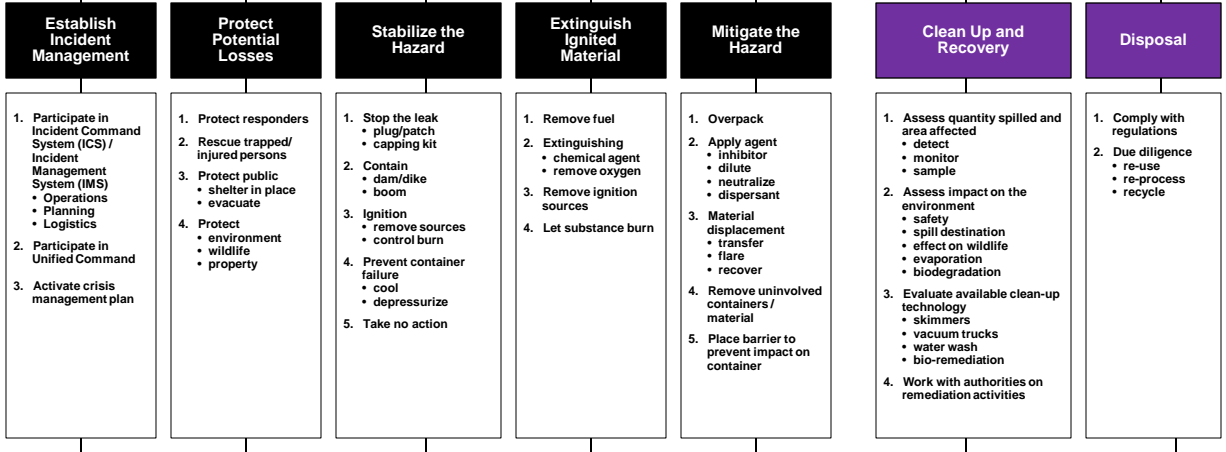 Establish
Incident
Management
1. Participate in
Incident Command
System (ICS) /
Incident
Management
System (IMS)
• Operations
• Planning
• Logistics
2. Participate in
Unified Command
3. Activate crisis
management plan
Protect
Potential
Losses
1. Protect responders
2. Rescue trapped/
injured persons
3. Protect public
• shelter in place
• evacuate
4. Protect
• environment
• wildlife
• property
Stabilize the
Hazard
1. Stop the leak
• plug/patch
• capping kit
2. Contain
• dam/dike
• boom
3. Ignition
• remove sources
• control burn
4. Prevent container
failure
• cool
• depressurize
5. Take no action
Extinguish
Ignited
Material
1. Remove fuel
2. Extinguishing
• chemical agent
• remove oxygen
3. Remove ignition
sources
4. Let substance burn
Mitigate the
Hazard
1. Overpack
2. Apply agent
• inhibitor
• dilute
• neutralize
• dispersant
3. Material
displacement
• transfer
• flare
• recover
4. Remove uninvolved
containers /
material
5. Place barrier to
prevent impact on
container
Clean Up and
Recovery
1. Assess quantity spilled and
area affected
• detect
• monitor
• sample
2. Assess impact on the
environment
• safety
• spill destination
• effect on wildlife
• evaporation
• biodegradation
3. Evaluate available clean-up
technology
• skimmers
• vacuum trucks
• water wash
• bio-remediation
4. Work with authorities on
remediation activities
Disposal
1. Comply with
regulations
2. Due diligence
• re-use
• re-process
• recycle